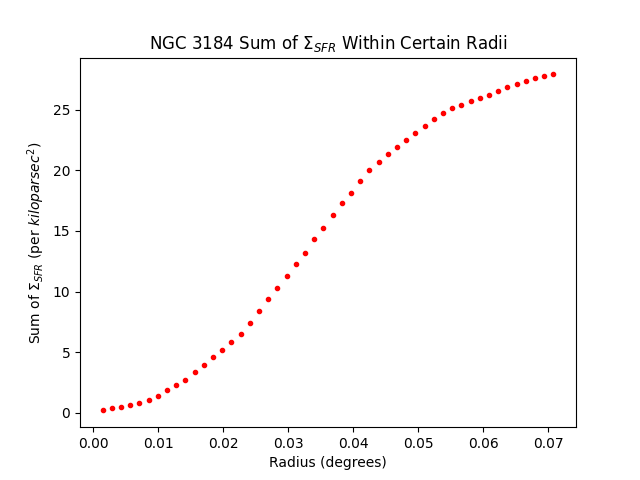 NGC 3184 Sum of Σ_SFR Within Certain Radii
Sum of Σ_SFR (per kiloparsec²)
25
20
15
10
5
0
0.00 0.01 0.02 0.03 0.04 0.05 0.06 0.07
Radius (degrees)